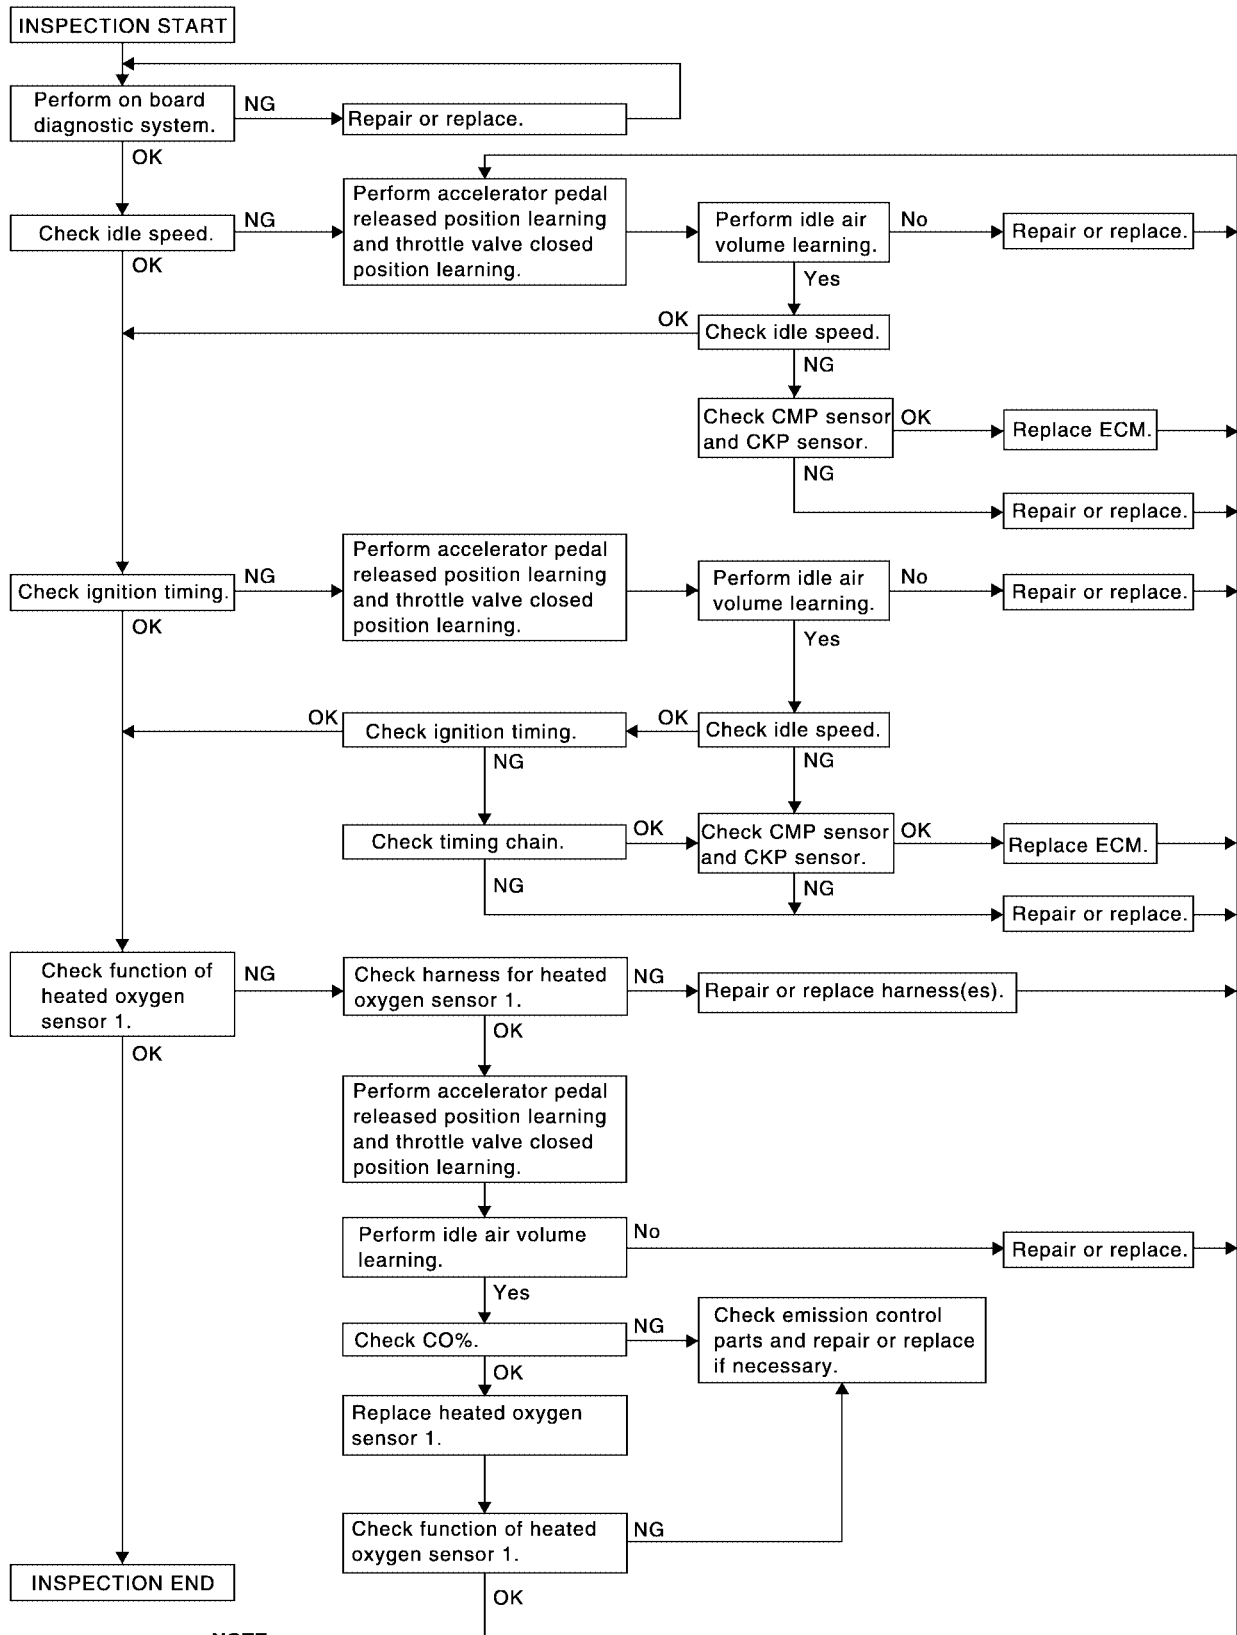 INSPECTION START
Perform on board
diagnostic system.
NG
Repair or replace.
OK
Check idle speed.
NG
Perform accelerator pedal
released position learning
and throttle valve closed
position learning.
Perform idle air
volume learning.
No
Repair or replace.
OK
Yes
OK
Check idle speed.
NG
Check CMP sensor
and CKP sensor.
OK
Replace ECM.
NG
Repair or replace.
Check ignition timing.
NG
Perform accelerator pedal
released position learning
and throttle valve closed
position learning.
Perform idle air
volume learning.
No
Repair or replace.
OK
Yes
OK
Check ignition timing.
OK
Check idle speed.
NG
NG
Check timing chain.
OK
Check CMP sensor
and CKP sensor.
OK
Replace ECM.
NG
NG
Repair or replace.
Check function of
heated oxygen
sensor 1.
NG
Check harness for heated
oxygen sensor 1.
NG
Repair or replace harness(es).
OK
OK
Perform accelerator pedal
released position learning
and throttle valve closed
position learning.
Perform idle air volume
learning.
No
Repair or replace.
Yes
Check CO%.
NG
Check emission control
parts and repair or replace
if necessary.
OK
Replace heated oxygen
sensor 1.
Check function of heated
oxygen sensor 1.
NG
INSPECTION END
OK